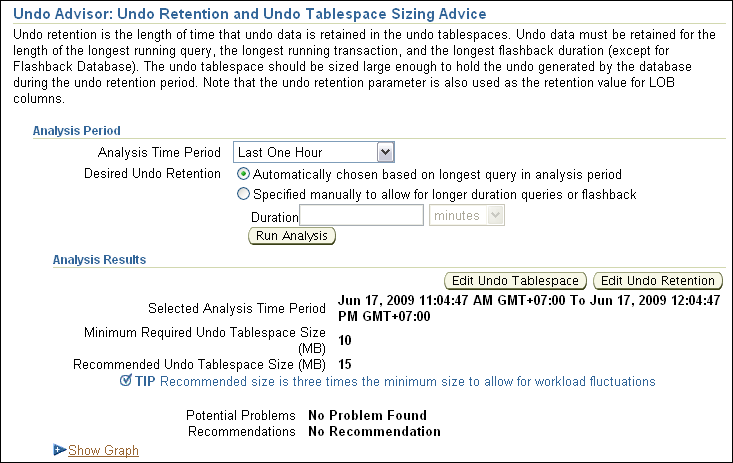 Undo Advisor: Undo Retention and Undo Tablespace Sizing Advice
Undo retention is the length of time that undo data is retained in the undo tablespaces. Undo data must be retained for the
length of the longest running query, the longest running transaction, and the longest flashback duration (except for
Flashback Database). The undo tablespace should be sized large enough to hold the undo generated by the database
during the undo retention period. Note that the undo retention parameter is also used as the retention value for LOB
columns.
Analysis Period
Analysis Time Period Last One Hour
Desired Undo Retention Automatically chosen based on longest query in analysis period
Specified manually to allow for longer duration queries or flashback
Duration minutes
Run Analysis
Analysis Results
Edit Undo Tablespace Edit Undo Retention
Selected Analysis Time Period Jun 17, 2009 11:04:47 AM GMT+07:00 To Jun 17, 2009 12:04:47
PM GMT+07:00
Minimum Required Undo Tablespace Size
(MB) 10
Recommended Undo Tablespace Size (MB) 15
TIP Recommended size is three times the minimum size to allow for workload fluctuations
Potential Problems No Problem Found
Recommendations No Recommendation
Show Graph